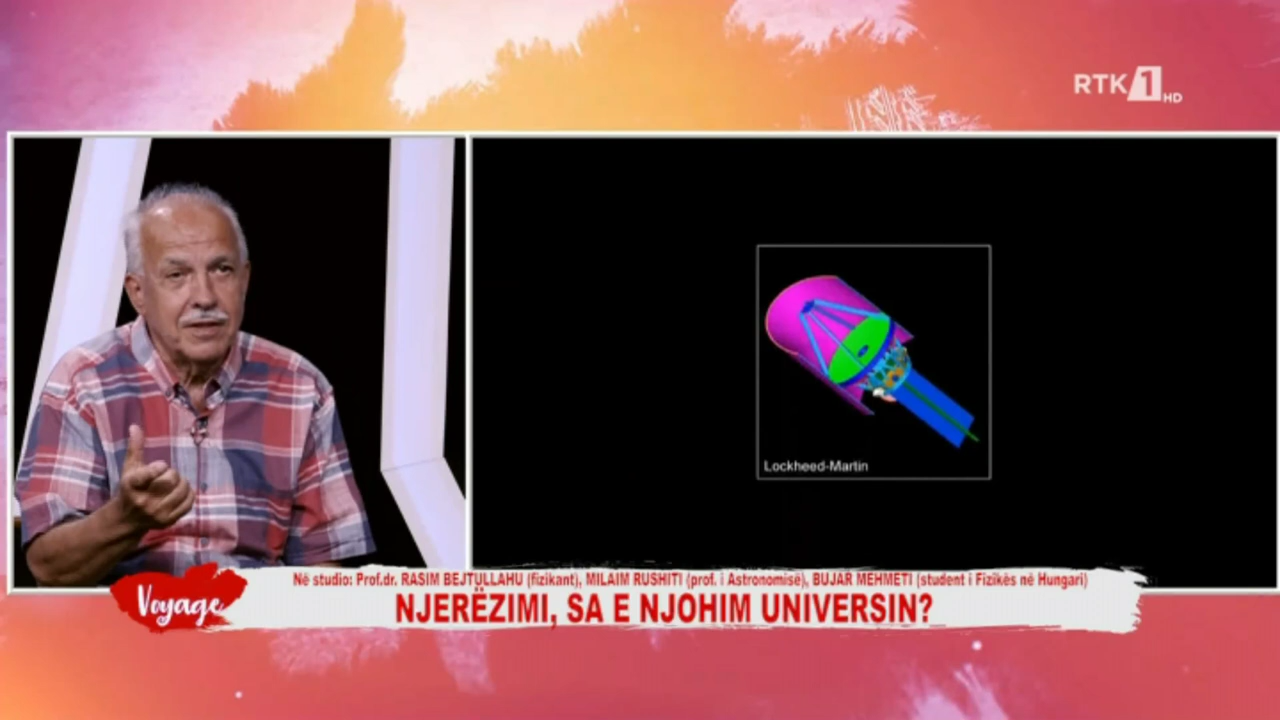 RTK 1 HD
Lockheed-Martin
Në studio: Prof.dr. RASIM BEJTULLAHU (fizikant), MILAIM RUSHITI (prof. i Astronomisë), BUJAR MEHMETI (student i Fizikës në Hungari)
Voyage
NJERËZIMI, SA E NJOHIM UNIVERSIN?